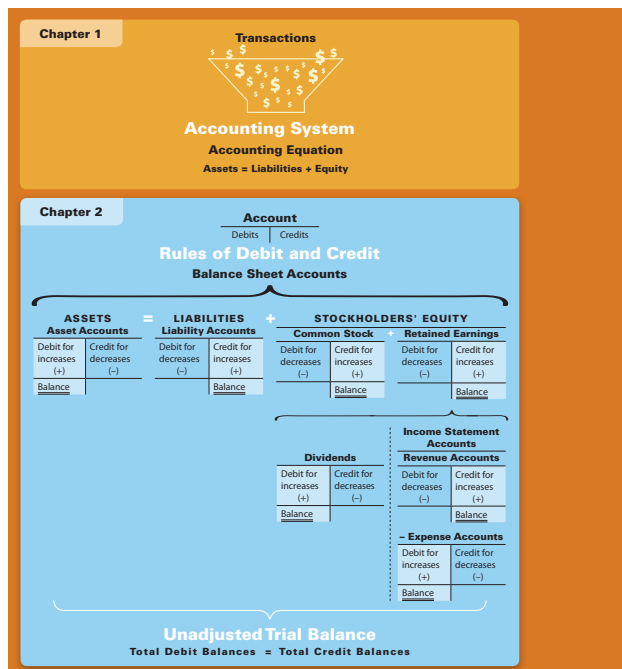 Chapter 1
Transactions
$ $ $ $ $
$ $ $ $ $ $ $ $
$ $ $ $ $
$ $ $ $
Accounting System
Accounting Equation
Assets = Liabilities + Equity
Chapter 2
Account
Debits Credits
Rules of Debit and Credit
Balance Sheet Accounts
ASSETS = LIABILITIES + STOCKHOLDERS' EQUITY
Asset Accounts Liability Accounts Common Stock + Retained Earnings
Debit for Credit for Debit for Credit for Debit for Credit for Debit for Credit for
increases decreases decreases increases decreases increases decreases increases
(+) (–) (–) (+) (–) (+) (–) (+)
Balance Balance Balance Balance
Income Statement
Accounts
Dividends Revenue Accounts
Debit for Credit for Debit for Credit for
increases decreases decreases increases
(+) (–) (–) (+)
Balance Balance
– Expense Accounts
Debit for Credit for
increases decreases
(+) (–)
Balance
Unadjusted Trial Balance
Total Debit Balances = Total Credit Balances